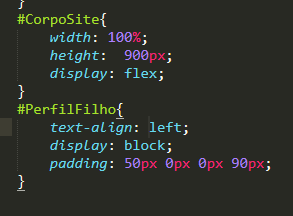 }
#CorpoSite{
width: 100%;
height:  900px;
display: flex;
}
#PerfilFilho{
text-align: left;
display: block;
padding: 50px 0px 0px 90px;
}